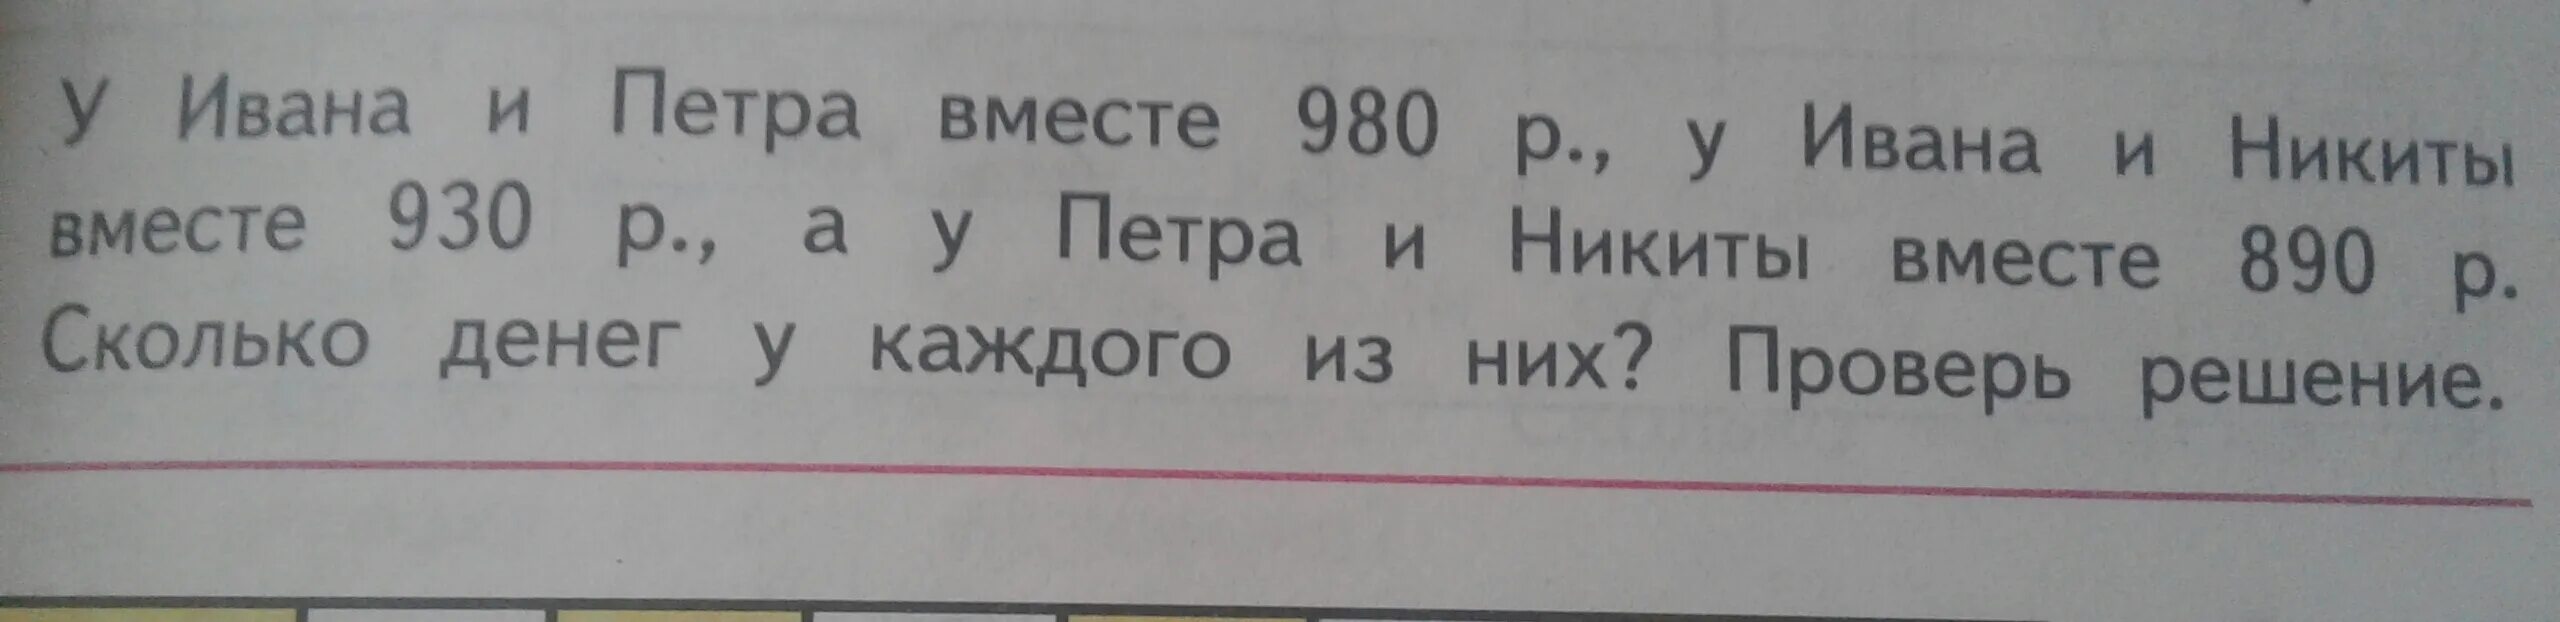 у Ивана и Петра вместе 980 р., у Ивана и Никиты
вместе 930 р., а у Петра и Никиты вместе 890 р.
Сколько денег у каждого из них? Проверь решение.